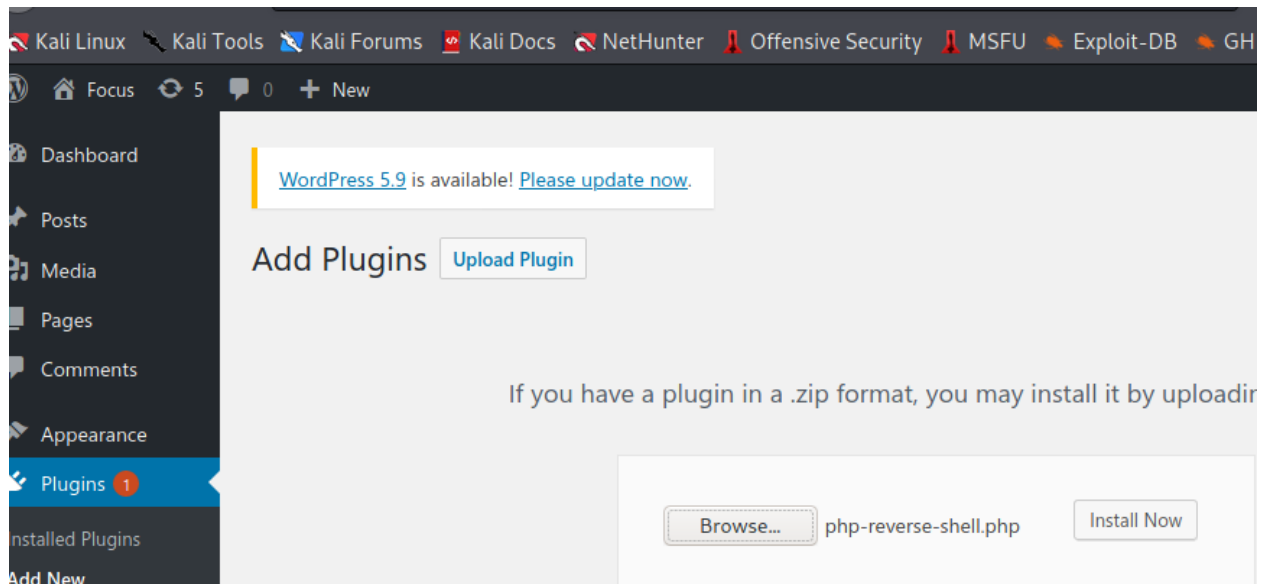 Kali Linux Kali Tools Kali Forums Kali Docs NetHunter Offensive Security MSFU Exploit-DB GH
Focus 5 0 + New
Dashboard
WordPress 5.9 is available! Please update now.
Posts
Add Plugins Upload Plugin
Media
Pages
Comments
If you have a plugin in a .zip format, you may install it by uploadin
Appearance
Plugins 1
Browse... php-reverse-shell.php Install Now
nstalled Plugins
Add New